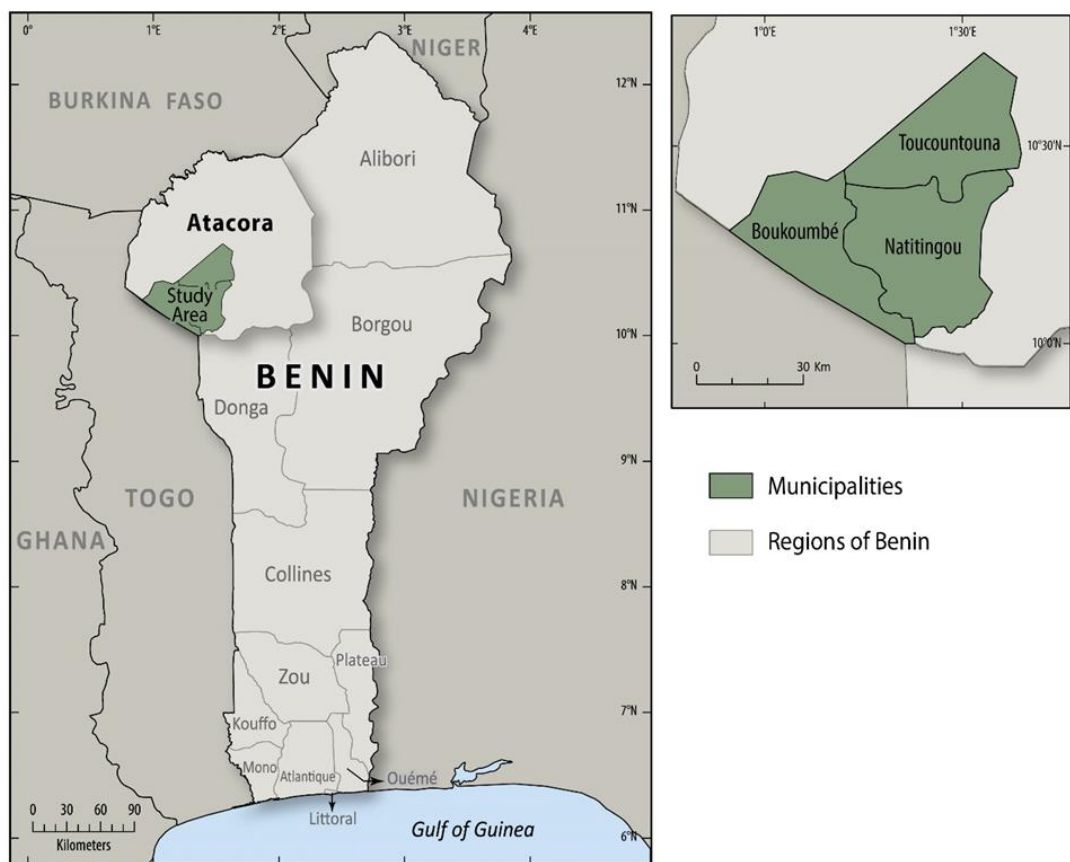 0° 1°E 2°E 3°E 4°E
NIGER
12°N
BURKINA FASO
Alibori
11°N
Atacora
Study
Area
10°N
Borgou
BENIN
Donga
9°N
TOGO
NIGERIA
GHANA
Collines
8°N
Plateau
Zou
7°N
Kouffo
Mono
Atlantique
Ouémé
0 30 60 90
Kilometers
Littoral
Gulf of Guinea
6°N
1°0'E 1°30'E
Toucountouna
10°30'N
Boukoumbé
Natitingou
10°0'N
0 30 Km
Municipalities
Regions of Benin